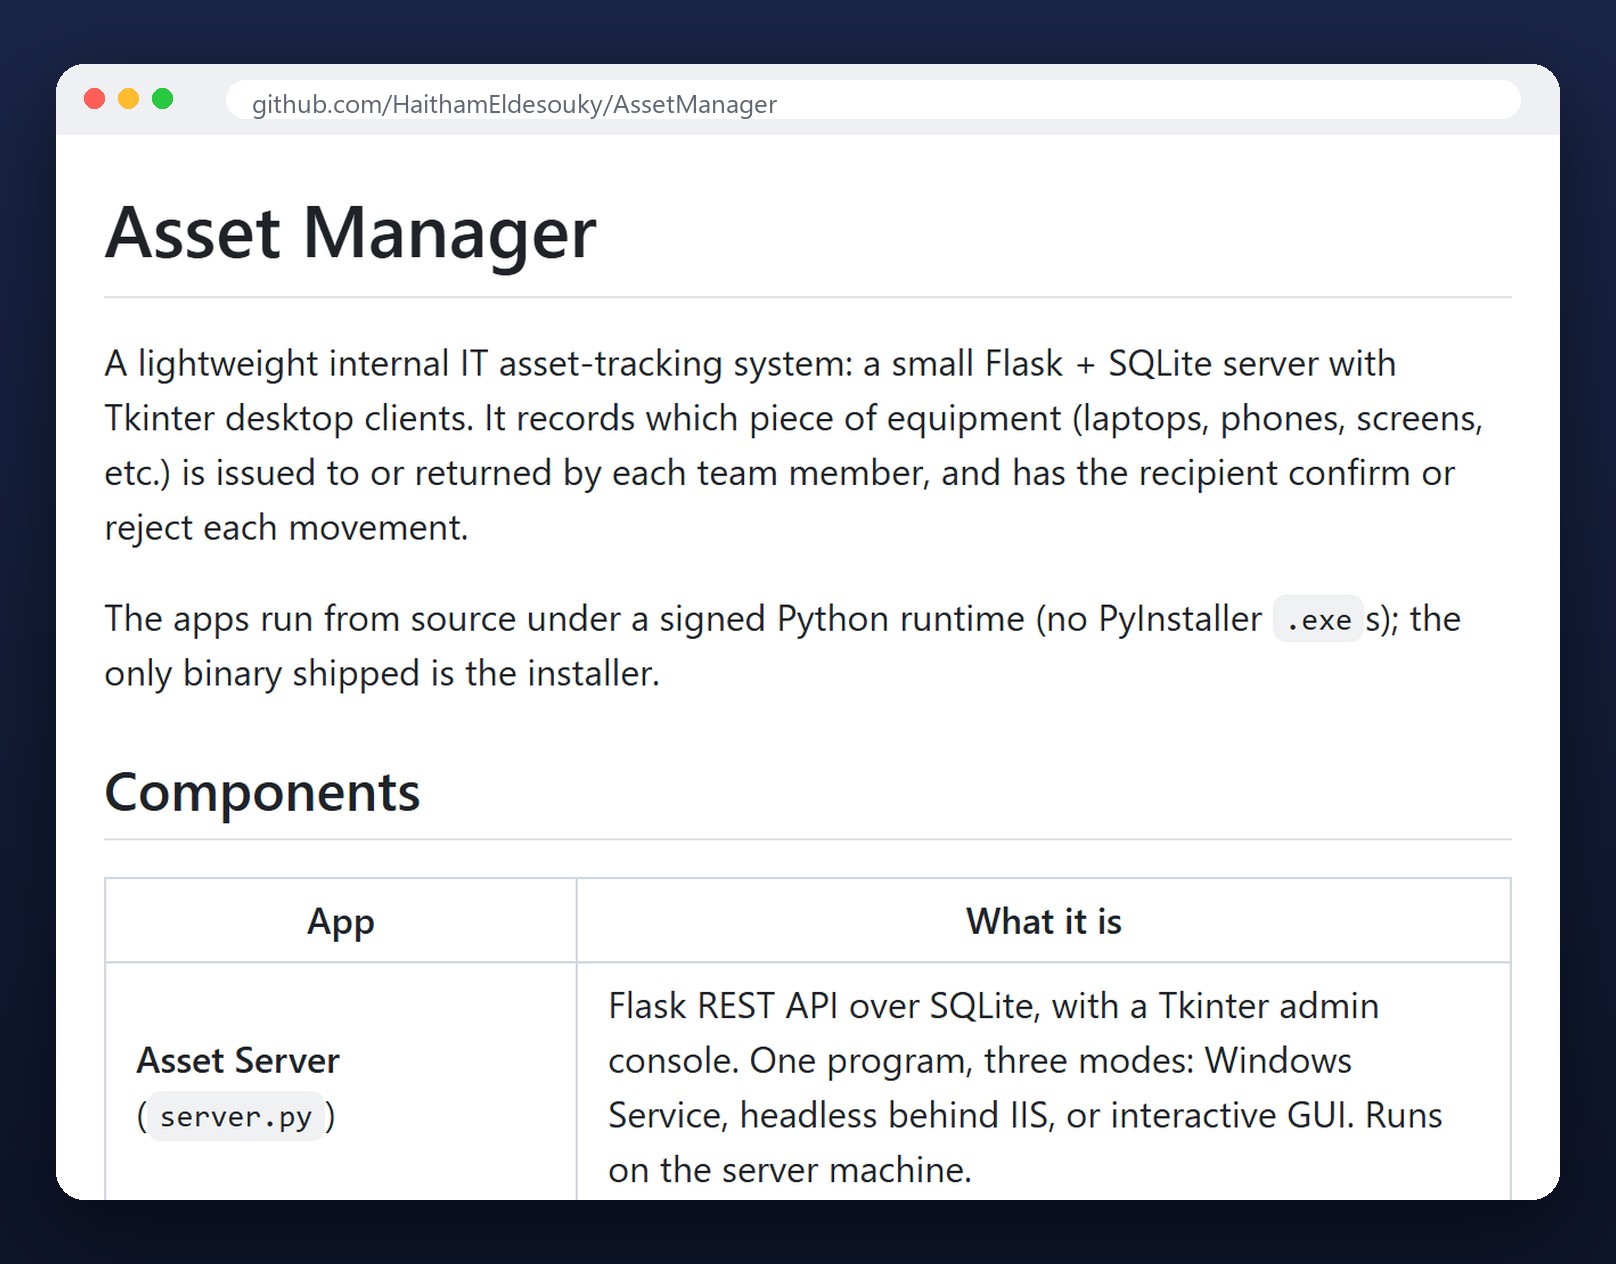 github.com/HaithamEldesouky/AssetManager
Asset Manager
A lightweight internal IT asset-tracking system: a small Flask + SQLite server with
Tkinter desktop clients. It records which piece of equipment (laptops, phones, screens,
etc.) is issued to or returned by each team member, and has the recipient confirm or
reject each movement.
The apps run from source under a signed Python runtime (no PyInstaller .exes); the
only binary shipped is the installer.
Components
App
What it is
Asset Server
(server.py)
Flask REST API over SQLite, with a Tkinter admin
console. One program, three modes: Windows
Service, headless behind IIS, or interactive GUI. Runs
on the server machine.